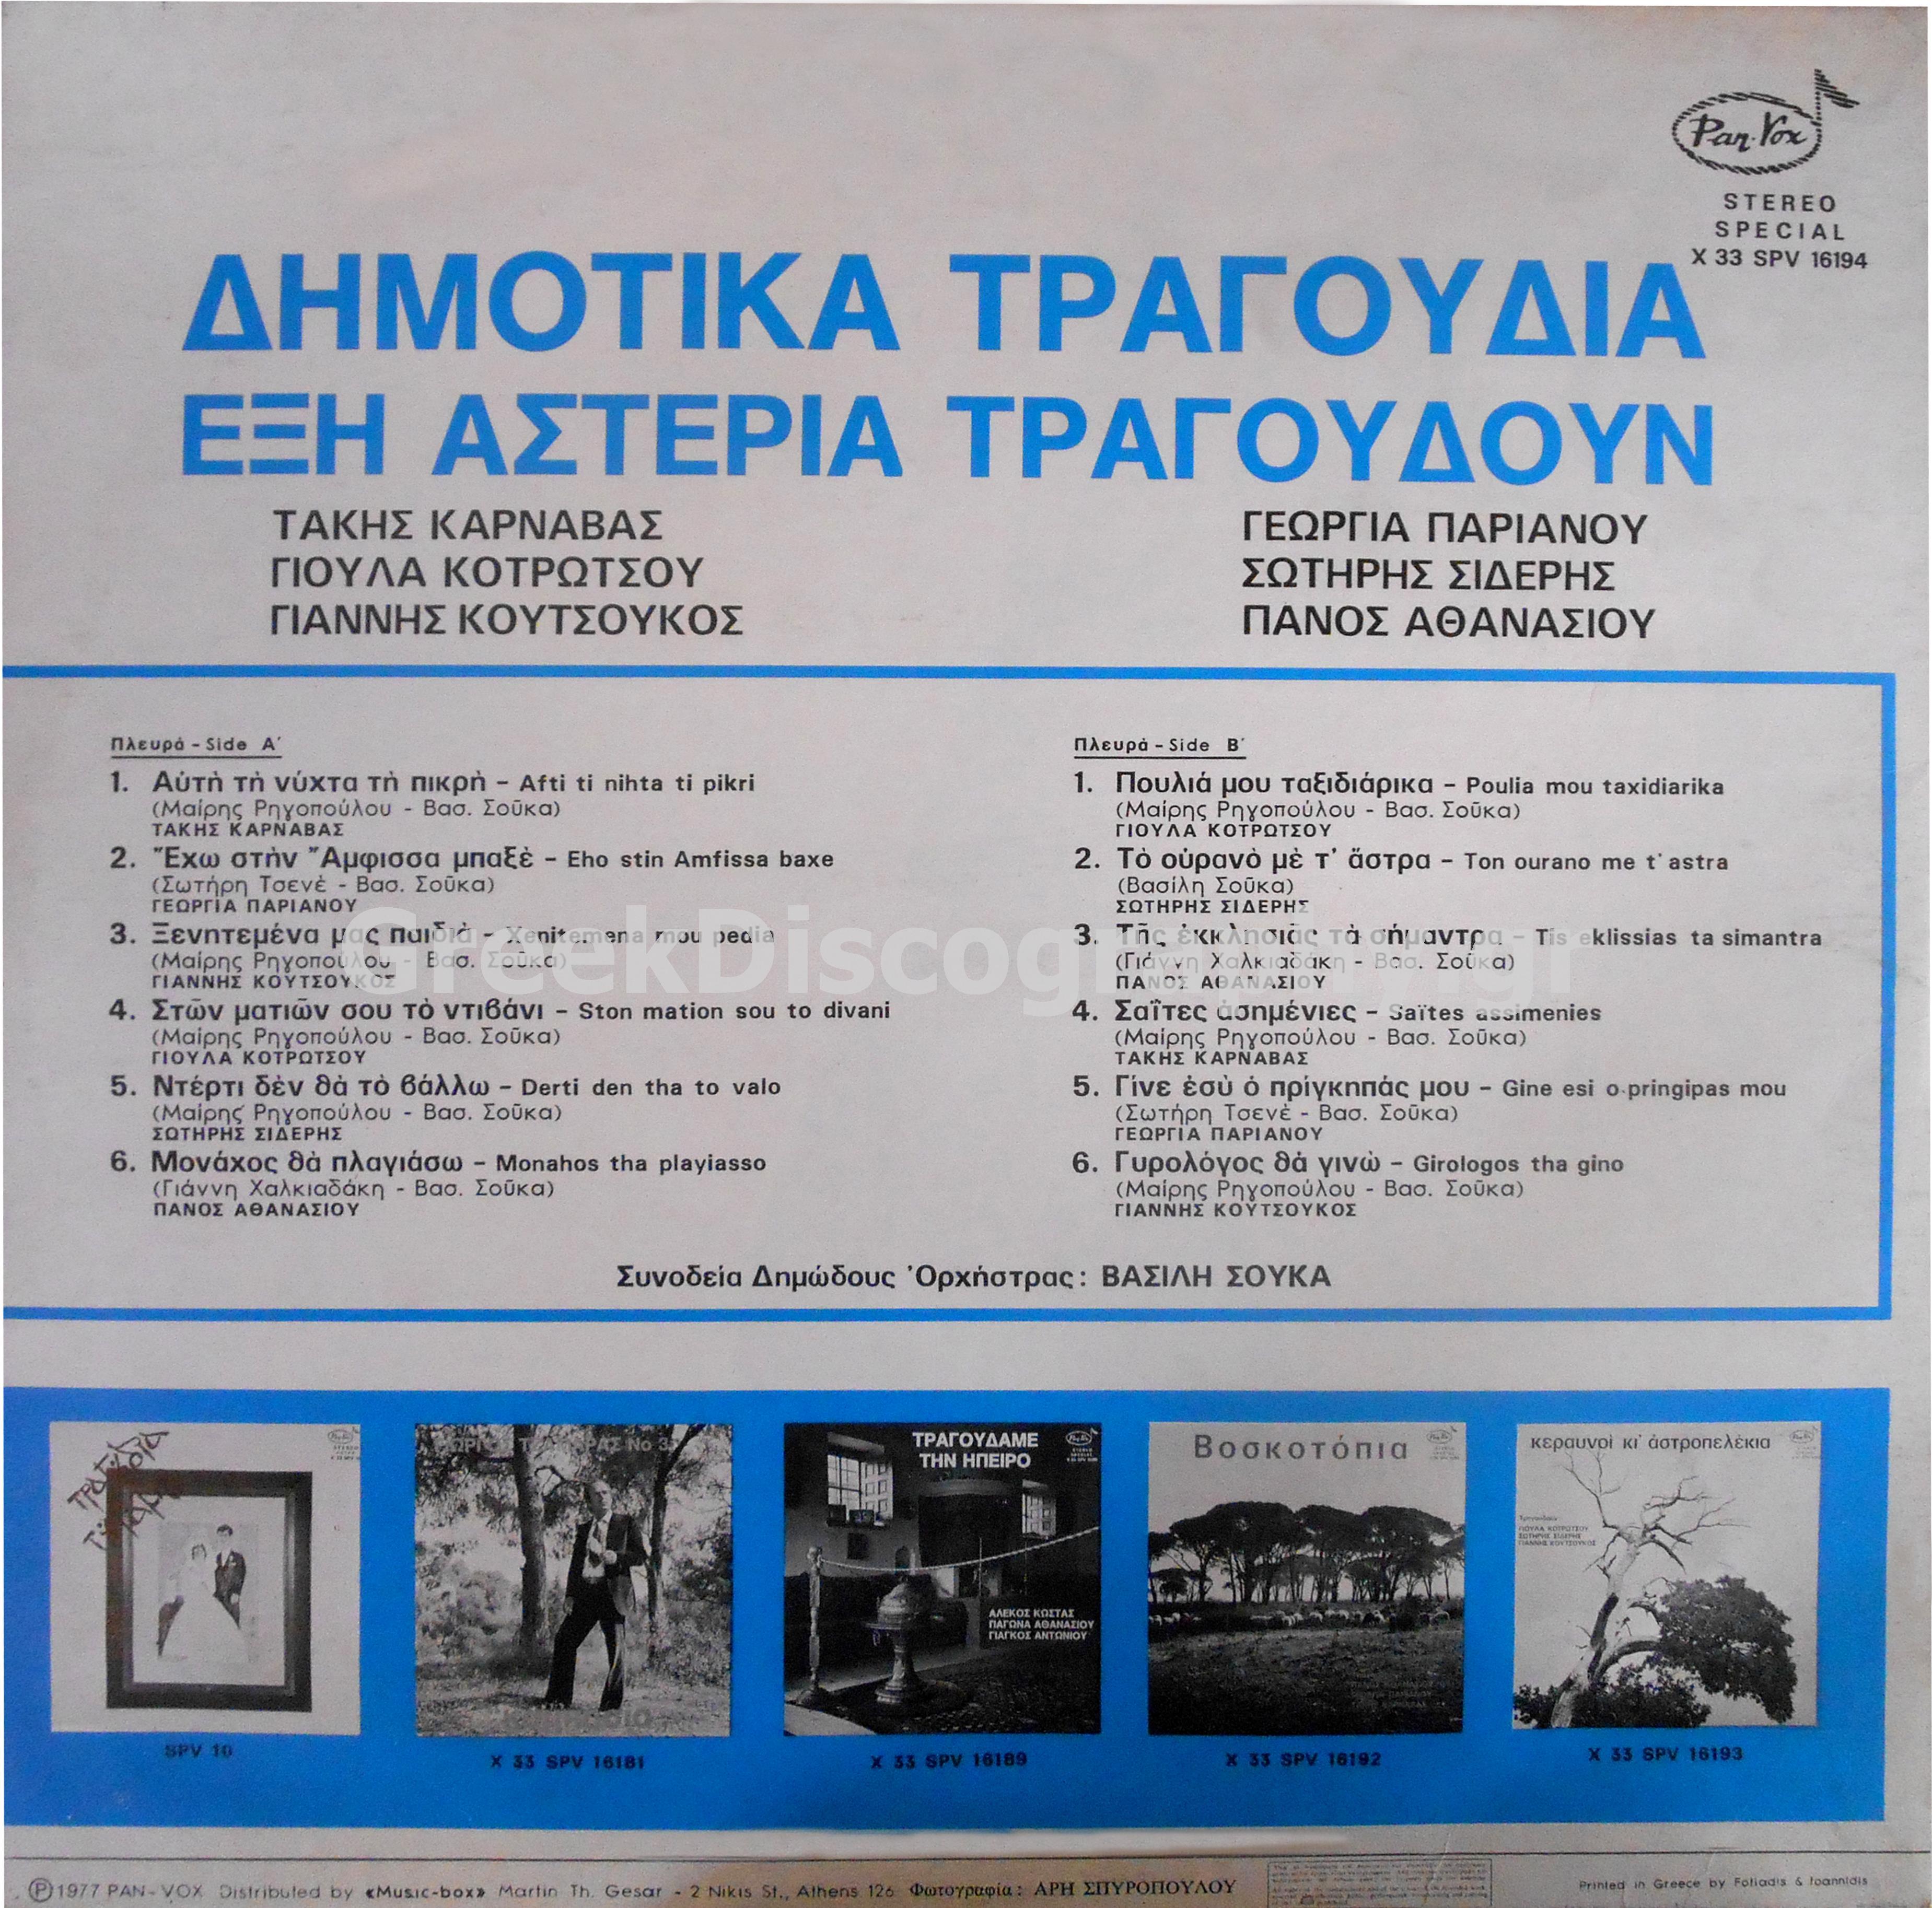 Pan-Vox
STEREO
SPECIAL
X 33 SPV 16194
ΔΗΜΟΤΙΚΑ ΤΡΑΓΟΥΔΙΑ
ΕΞΗ ΑΣΤΕΡΙΑ ΤΡΑΓΟΥΔΟΥΝ
ΤΑΚΗΣ ΚΑΡΝΑΒΑΣ
ΓΙΟΥΛΑ ΚΟΤΡΩΤΣΟΥ
ΓΙΑΝΝΗΣ ΚΟΥΤΣΟΥΚΟΣ
ΓΕΩΡΓΙΑ ΠΑΡΙΑΝΟΥ
ΣΩΤΗΡΗΣ ΣΙΔΕΡΗΣ
ΠΑΝΟΣ ΑΘΑΝΑΣΙΟΥ
Πλευρά - Side A'
1. Αὐτὴ τὴ νύχτα τὴ πικρὴ - Afti ti nihta ti pikri
(Μαίρης Ρηγοπούλου - Βασ. Σοῦκα)
ΤΑΚΗΣ ΚΑΡΝΑΒΑΣ
2. Ἔχω στὴν Ἄμφισσα μπαξὲ - Eho stin Amfissa baxe
(Σωτήρη Τσενέ - Βασ. Σοῦκα)
ΓΕΩΡΓΙΑ ΠΑΡΙΑΝΟΥ
3. Ξενητεμένα μας παιδιὰ - Xenitemena mou pedia
(Μαίρης Ρηγοπούλου - Βασ. Σοῦκα)
ΓΙΑΝΝΗΣ ΚΟΥΤΣΟΥΚΟΣ
4. Στῶν ματιῶν σου τὸ ντιβάνι - Ston mation sou to divani
(Μαίρης Ρηγοπούλου - Βασ. Σοῦκα)
ΓΙΟΥΛΑ ΚΟΤΡΩΤΣΟΥ
5. Ντέρτι δὲν θὰ τὸ βάλλω - Derti den tha to valo
(Μαίρης Ρηγοπούλου - Βασ. Σοῦκα)
ΣΩΤΗΡΗΣ ΣΙΔΕΡΗΣ
6. Μονάχος θὰ πλαγιάσω - Monahos tha playiasso
(Γιάννη Χαλκιαδάκη - Βασ. Σοῦκα)
ΠΑΝΟΣ ΑΘΑΝΑΣΙΟΥ
Πλευρά - Side B'
1. Πουλιά μου ταξιδιάρικα - Poulia mou taxidiarika
(Μαίρης Ρηγοπούλου - Βασ. Σοῦκα)
ΓΙΟΥΛΑ ΚΟΤΡΩΤΣΟΥ
2. Τὸ οὐρανὸ μὲ τ' ἄστρα - Ton ourano me t' astra
(Βασίλη Σοῦκα)
ΣΩΤΗΡΗΣ ΣΙΔΕΡΗΣ
3. Τῆς ἐκκλησιᾶς τὰ σήμαντρα - Tis eklissias ta simantra
(Γιάννη Χαλκιαδάκη - Βασ. Σοῦκα)
ΠΑΝΟΣ ΑΘΑΝΑΣΙΟΥ
4. Σαΐτες ἀσημένιες - Saïtes assimenies
(Μαίρης Ρηγοπούλου - Βασ. Σοῦκα)
ΤΑΚΗΣ ΚΑΡΝΑΒΑΣ
5. Γίνε ἐσὺ ὁ πρίγκηπάς μου - Gine esi o pringipas mou
(Σωτήρη Τσενέ - Βασ. Σοῦκα)
ΓΕΩΡΓΙΑ ΠΑΡΙΑΝΟΥ
6. Γυρολόγος θὰ γινὼ - Girologos tha gino
(Μαίρης Ρηγοπούλου - Βασ. Σοῦκα)
ΓΙΑΝΝΗΣ ΚΟΥΤΣΟΥΚΟΣ
GreekDiscography.gr
Συνοδεία Δημώδους Ὀρχήστρας: ΒΑΣΙΛΗ ΣΟΥΚΑ
Νο 3
ΤΡΑΓΟΥΔΑΜΕ
ΤΗΝ ΗΠΕΙΡΟ
ΑΛΕΚΟΣ ΚΩΣΤΑΣ
ΠΑΓΩΝΑ ΑΘΑΝΑΣΙΟΥ
ΓΙΑΓΚΟΣ ΑΝΤΩΝΙΟΥ
Βοσκοτόπια
κεραυνοὶ κι' ἀστροπελέκια
ΓΙΟΥΛΑ ΚΟΤΡΩΤΣΟΥ
ΣΩΤΗΡΗΣ ΣΙΔΕΡΗΣ
ΓΙΑΝΝΗΣ ΚΟΥΤΣΟΥΚΟΣ
SPV 10
X 33 SPV 16181
X 33 SPV 16189
X 33 SPV 16192
X 33 SPV 16193
Ⓟ 1977 PAN-VOX Distributed by «Music-box» Martin Th. Gesar - 2 Nikis St., Athens 126 Φωτογραφία: ΑΡΗ ΣΠΥΡΟΠΟΥΛΟΥ
Printed in Greece by Fotiadis & Ioannidis